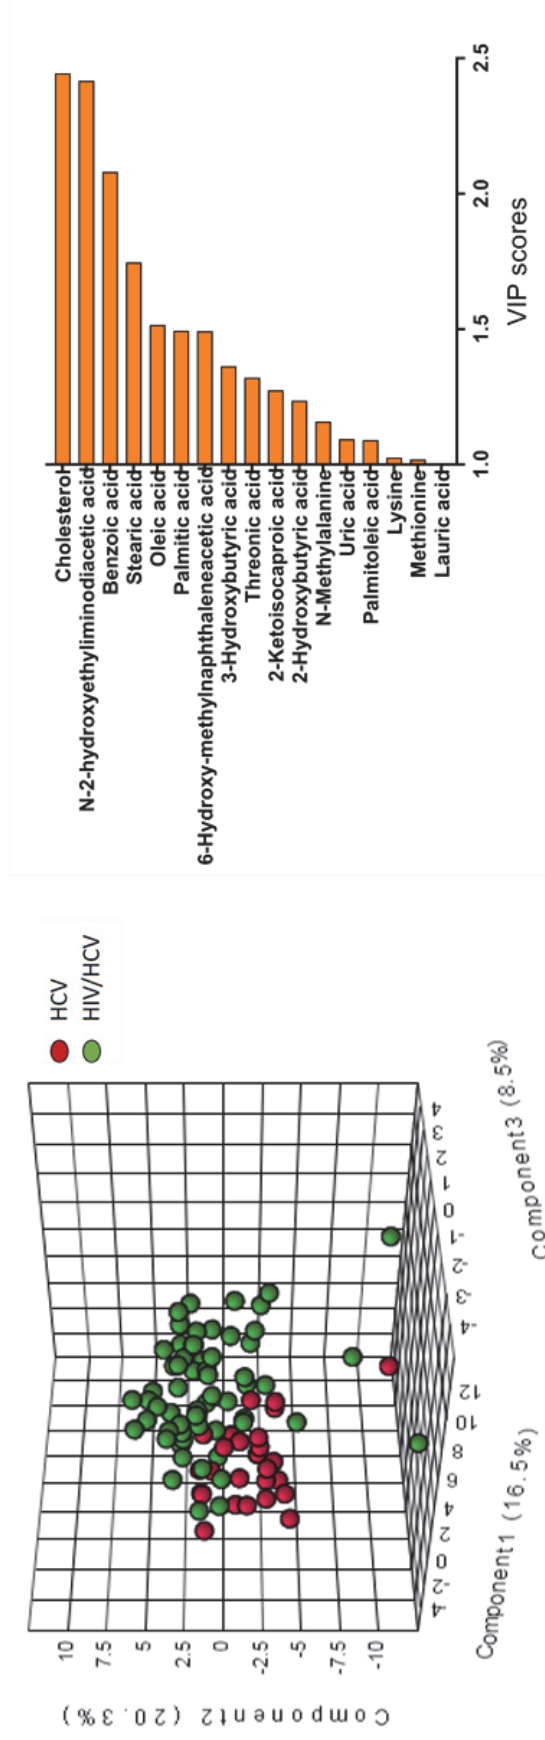 HCV
HIV/HCV
10
7.5
5
2.5
0
-2.5
-5
-7.5
-10
Component2 (20.3%)
-4
-2
0
2
4
6
8
10
12
Component1 (16.5%)
-4
-3
-2
-1
0
1
2
3
4
Component3 (8.5%)
Cholesterol
N-2-hydroxyethyliminodiacetic acid
Benzoic acid
Stearic acid
Oleic acid
Palmitic acid
6-Hydroxy-methylnaphthaleneacetic acid
3-Hydroxybutyric acid
Threonic acid
2-Ketoisocaproic acid
2-Hydroxybutyric acid
N-Methylalanine
Uric acid
Palmitoleic acid
Lysine
Methionine
Lauric acid
1.0
1.5
2.0
2.5
VIP scores